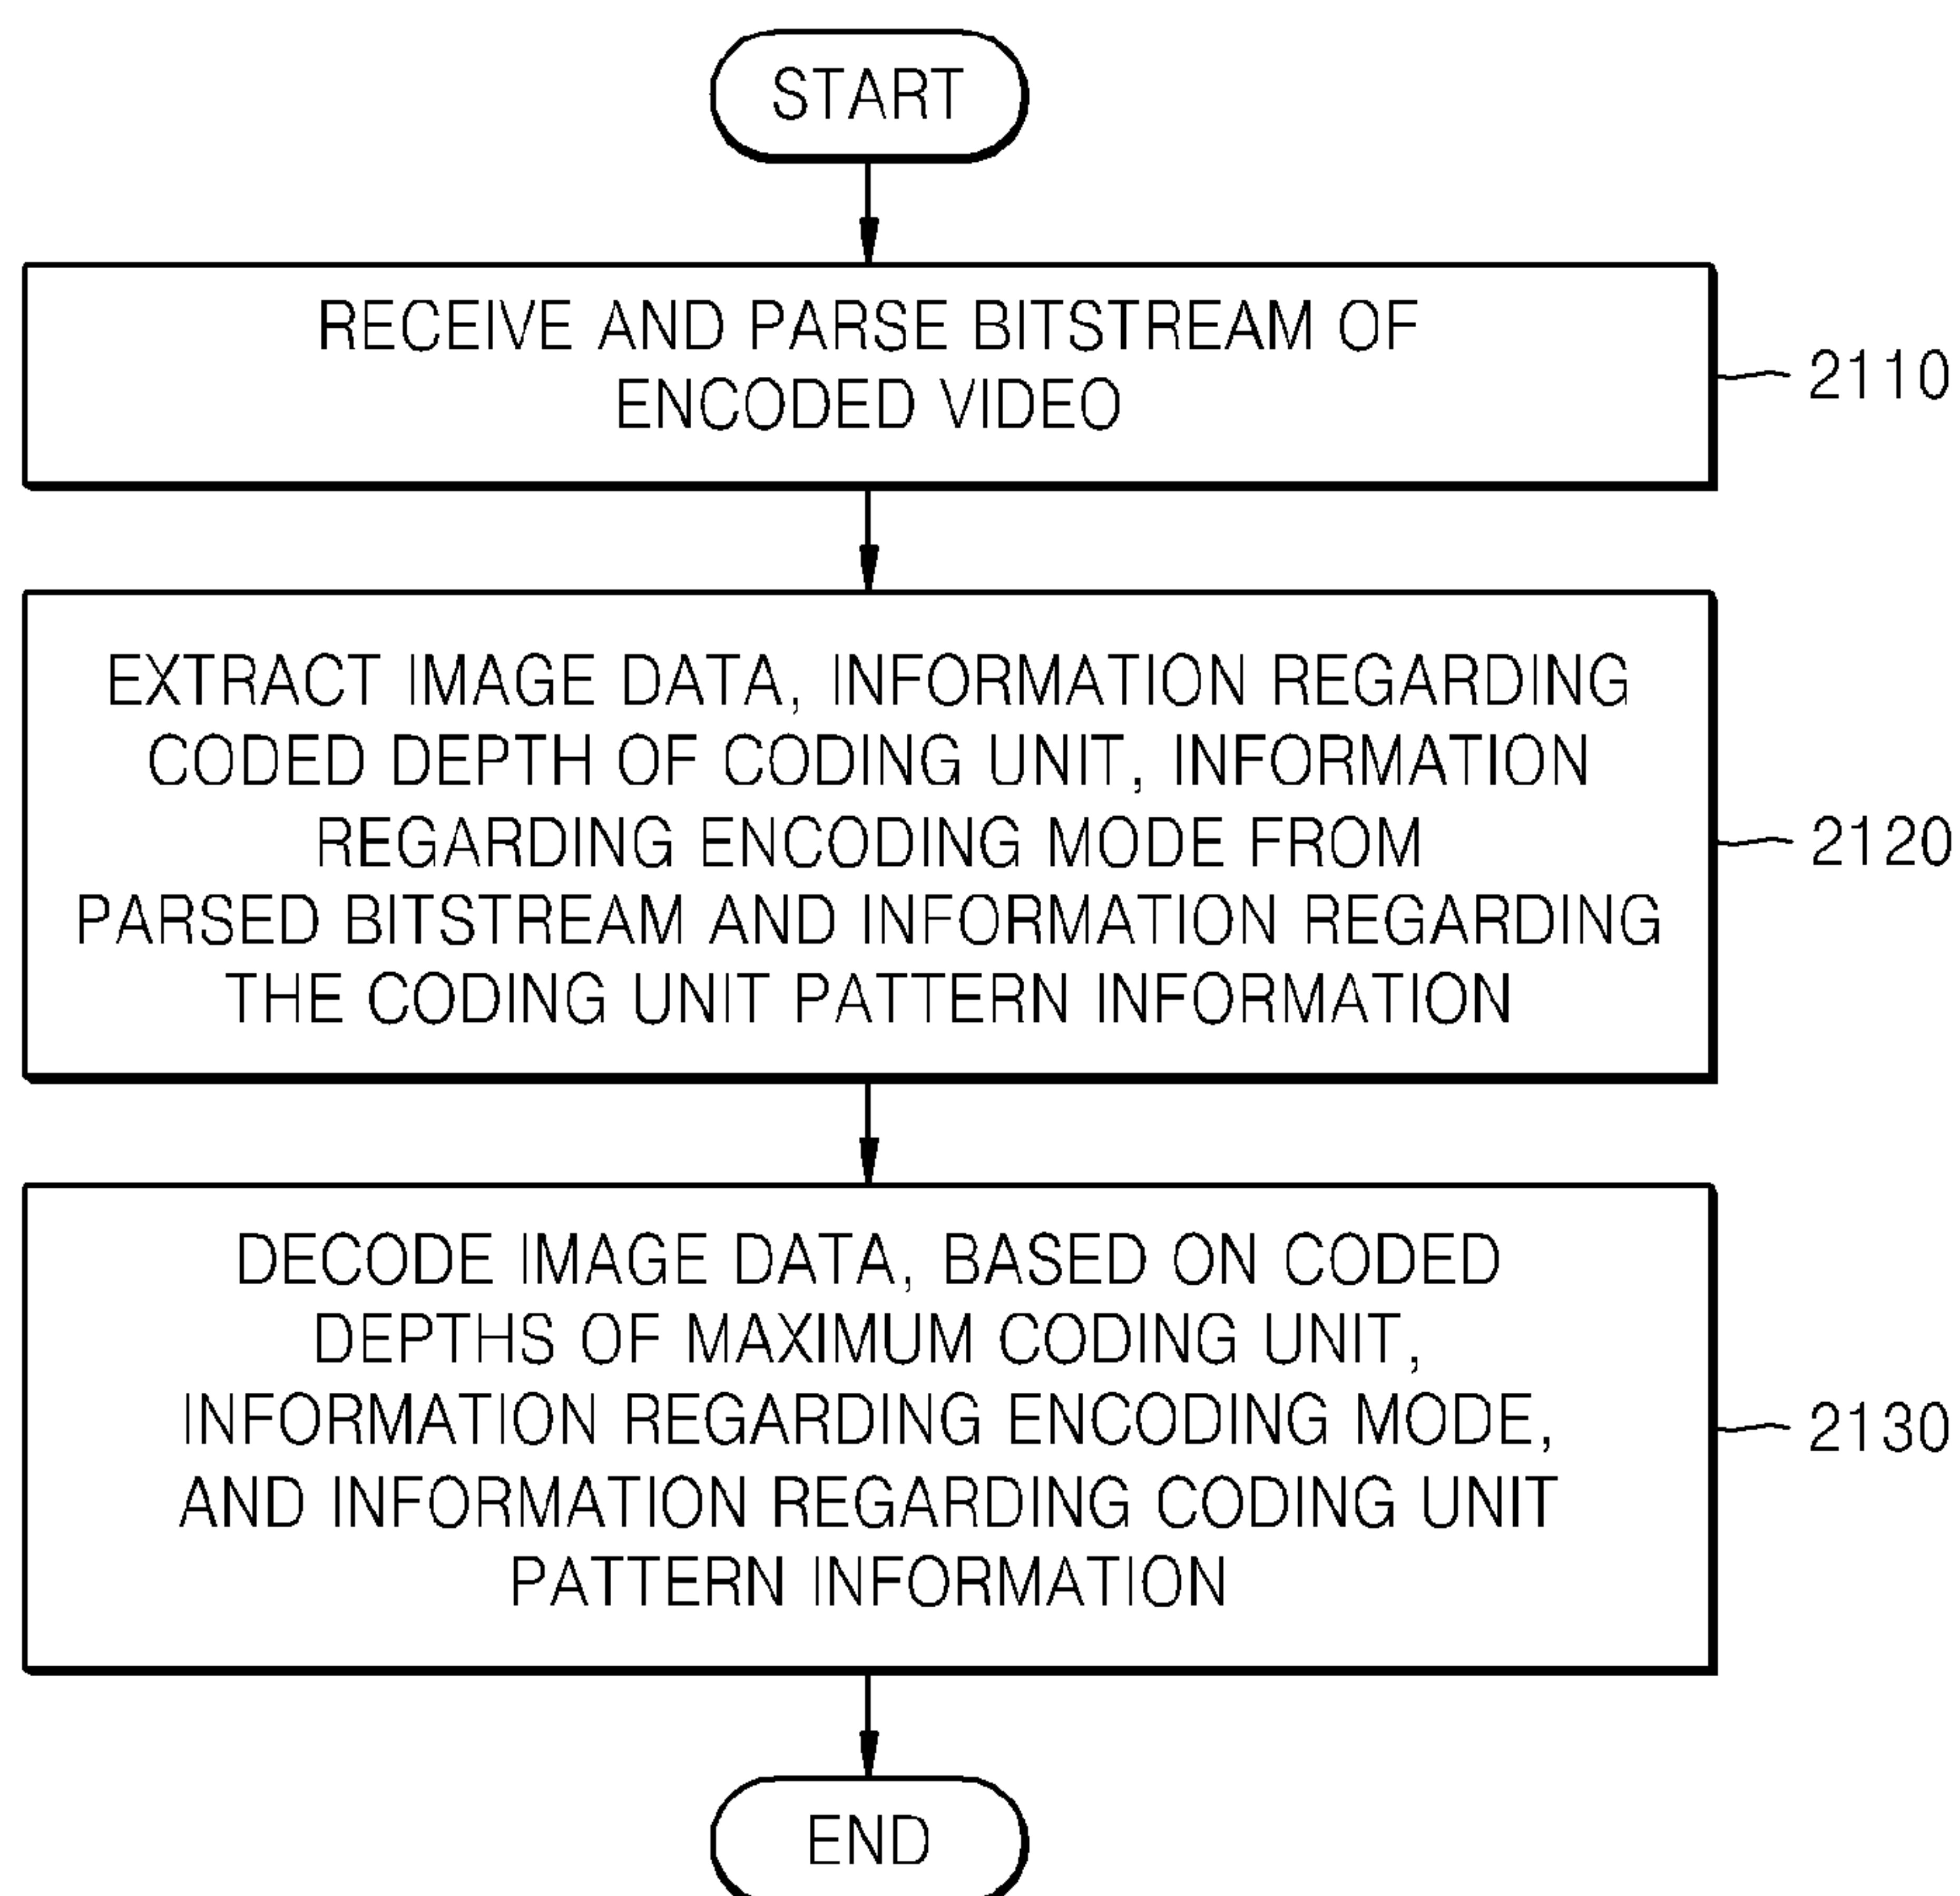 START
RECEIVE AND PARSE BITSTREAM OF
ENCODED VIDEO
2110
EXTRACT IMAGE DATA, INFORMATION REGARDING
CODED DEPTH OF CODING UNIT, INFORMATION
REGARDING ENCODING MODE FROM
PARSED BITSTREAM AND INFORMATION REGARDING
THE CODING UNIT PATTERN INFORMATION
2120
DECODE IMAGE DATA, BASED ON CODED
DEPTHS OF MAXIMUM CODING UNIT,
INFORMATION REGARDING ENCODING MODE,
AND INFORMATION REGARDING CODING UNIT
PATTERN INFORMATION
2130
END